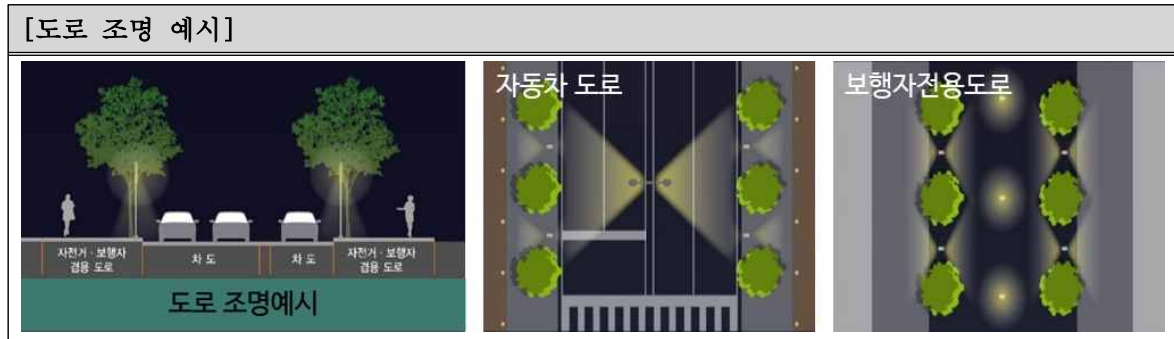 [도로 조명 예시]
자전거 · 보행자
겸용 도로
차 도
차 도
자전거 · 보행자
겸용 도로
도로 조명예시
자동차 도로
보행자전용도로